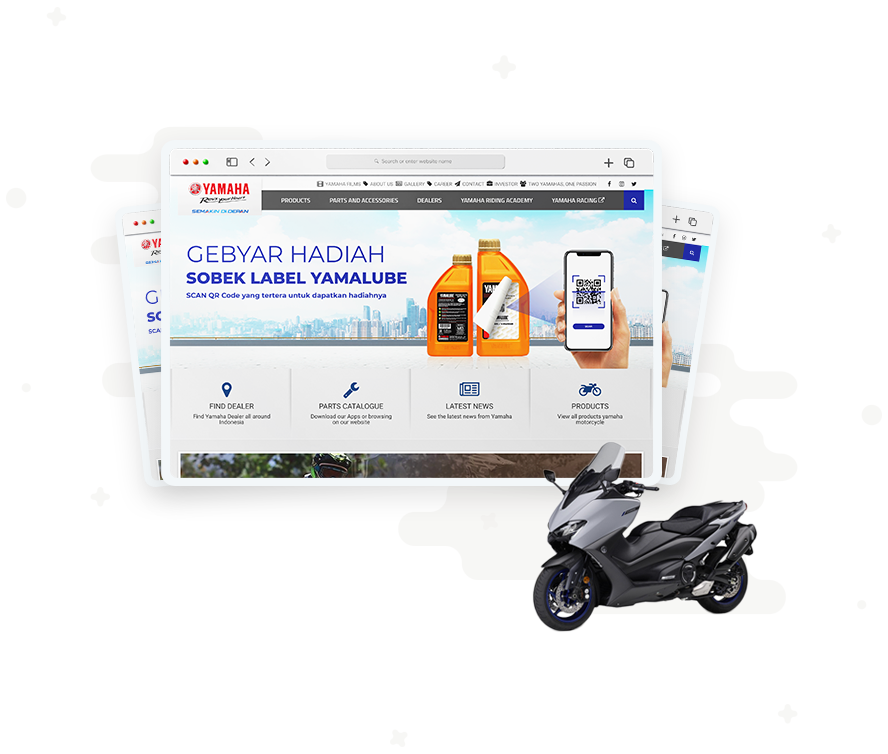 Search or enter website name
YAMAHA FILMS ABOUT US GALLERY CAREER CONTACT INVESTOR TWO YAMAHAS, ONE PASSION
YAMAHA
Revs Your Heart
SEMAKIN DI DEPAN
PRODUCTS PARTS AND ACCESSORIES DEALERS YAMAHA RIDING ACADEMY YAMAHA RACING
GEBYAR HADIAH
SOBEK LABEL YAMALUBE
SCAN QR Code yang tertera untuk dapatkan hadiahnya
FIND DEALER
Find Yamaha Dealer all around
Indonesia
PARTS CATALOGUE
Download our Apps or browsing
on our website
LATEST NEWS
See the latest news from Yamaha
PRODUCTS
View all products yamaha
motorcycle